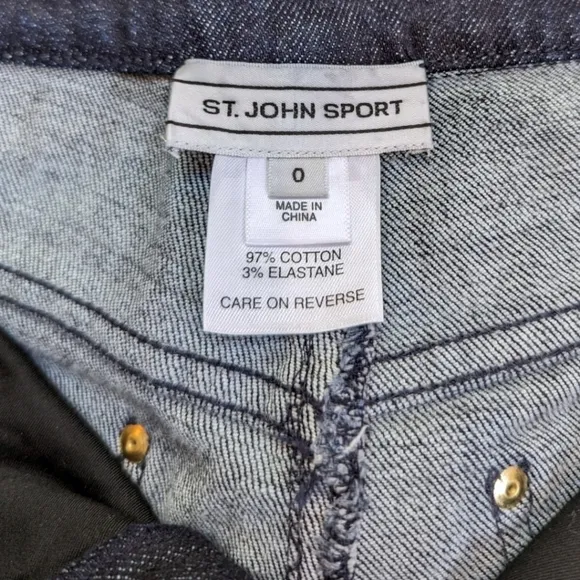 ST. JOHN SPORT
0
MADE IN
CHINA
97% COTTON
3% ELASTANE
CARE ON REVERSE